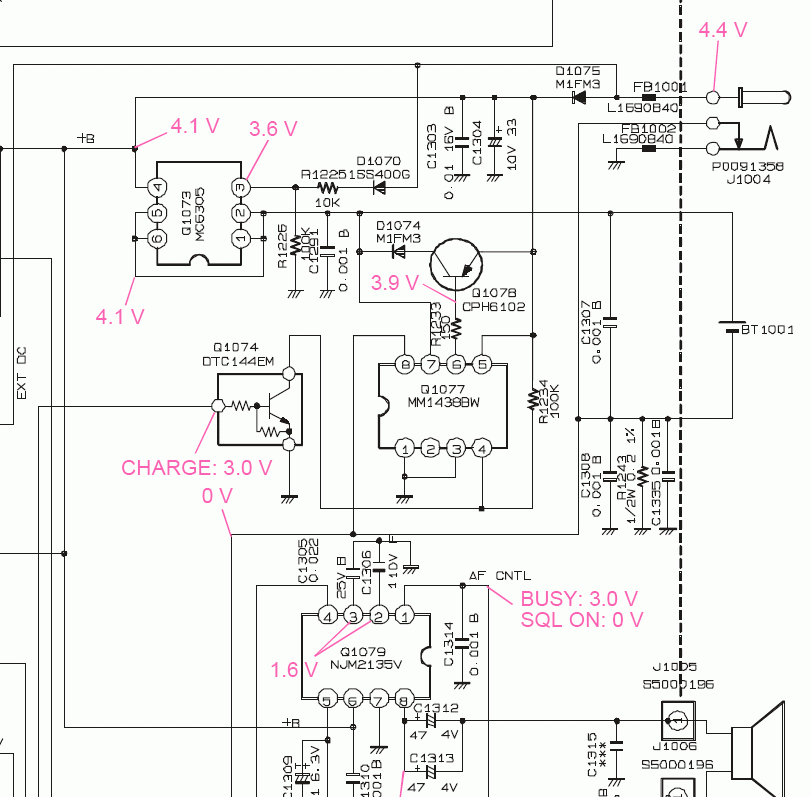 4.4 V
D1075
M1FM3
FB1001
L1690840
+B
4.1 V
3.6 V
C1303
0.01 16V B
C1304
10V 33
FB1002
L1690840
P0091358
J1004
D1070
1SS400G
R1225
10K
4
5
6
3
2
1
Q1073
MC6305
R1226
100K
C1291
0.001 B
D1074
M1FM3
4.1 V
3.9 V
Q1078
CPH6102
R1233
150
C1307
0.001 B
BT1001
EXT DC
Q1074
DTC144EM
8
7
6
5
Q1077
MM1438BW
1
2
3
4
R1234
100K
CHARGE: 3.0 V
0 V
C1308
0.001 B
R1243
1/2W 0.2 1%
C1335 0.001B
C1305
0.022
25V B
C1306
1 10V F
AF CNTL
BUSY: 3.0 V
SQL ON: 0 V
4
3
2
1
Q1079
NJM2135V
1.6 V
C1314
0.001 B
5
6
7
8
+B
C1312
47 4V
C1313
47 4V
C1309
1 6.3V
1310
001B
J1005
S5000196
1
J1006
S5000196
C1315
***
B